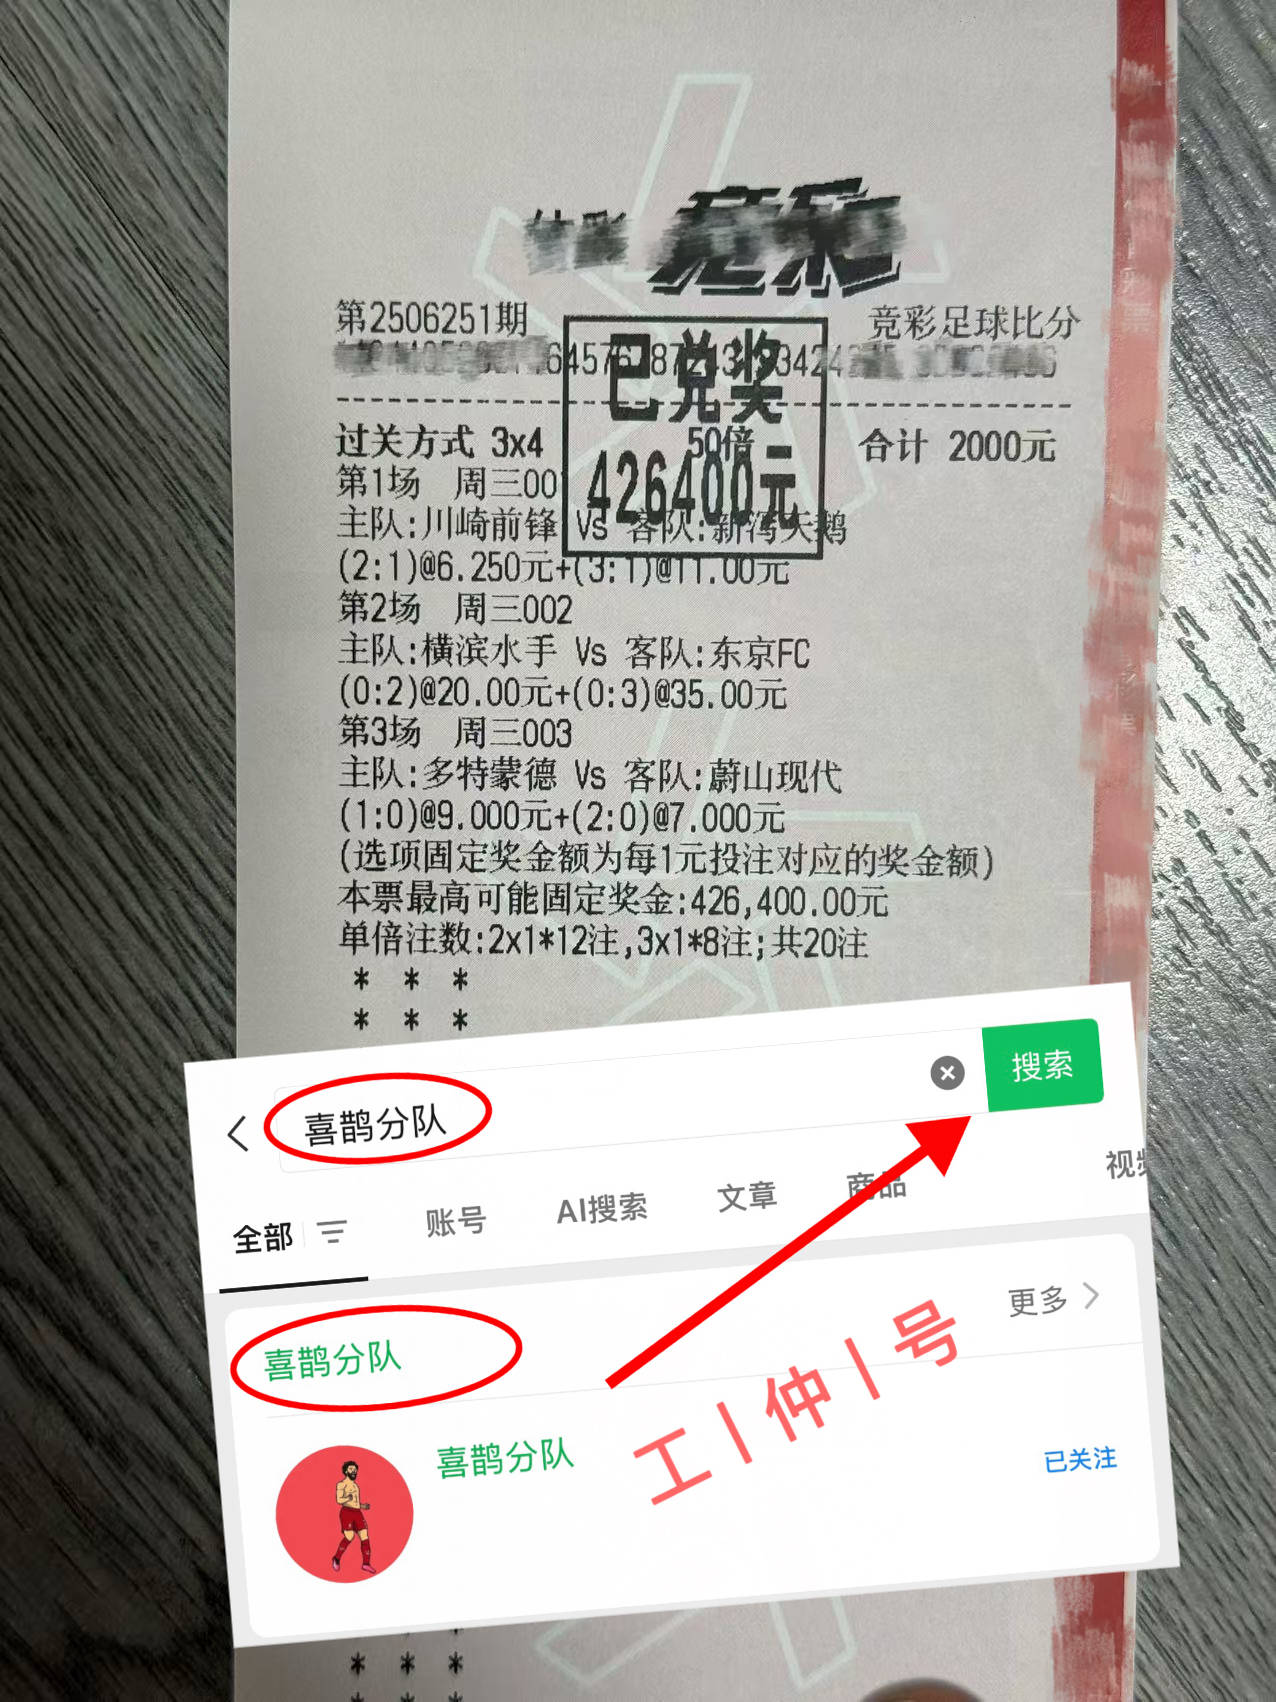 体彩 竞彩
第2506251期
竞彩足球比分
已兑奖
426400元
过关方式 3x4
50倍
合计 2000元
第1场 周三00
主队:川崎前锋 Vs 客队:新泻天鹅
(2:1)@6.250元+(3:1)@11.00元
第2场 周三002
主队:横滨水手 Vs 客队:东京FC
(0:2)@20.00元+(0:3)@35.00元
第3场 周三003
主队:多特蒙德 Vs 客队:蔚山现代
(1:0)@9.000元+(2:0)@7.000元
(选项固定奖金额为每1元投注对应的奖金额)
本票最高可能固定奖金:426,400.00元
单倍注数:2x1*12注,3x1*8注;共20注
* * *
* * *
喜鹊分队
搜索
全部 账号 AI搜索 文章 商品 视频
喜鹊分队
更多
喜鹊分队
已关注
工|仲|号
* * *